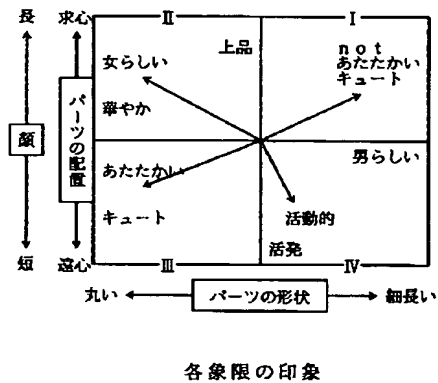 長
求心
Ⅱ
Ⅰ
上品
女らしい
華やか
not
あたたかい
キュート
顔
パーツの配置
男らしい
あたたかい
キュート
活動的
活発
短
遠心
Ⅲ
Ⅳ
丸い
パーツの形状
細長い
各象限の印象